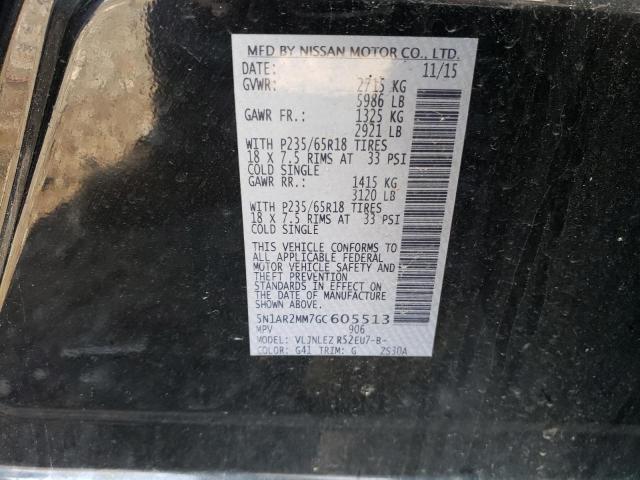 MFD BY NISSAN MOTOR CO., LTD.
DATE: 11/15
GVWR: 2715 KG
5986 LB
GAWR FR.: 1325 KG
2921 LB
WITH P235/65R18 TIRES
18 X 7.5 RIMS AT 33 PSI
COLD SINGLE
GAWR RR.: 1415 KG
3120 LB
WITH P235/65R18 TIRES
18 X 7.5 RIMS AT 33 PSI
COLD SINGLE
THIS VEHICLE CONFORMS TO
ALL APPLICABLE FEDERAL
MOTOR VEHICLE SAFETY AND
THEFT PREVENTION
STANDARDS IN EFFECT ON
THE DATE OF MANUFACTURE
SHOWN ABOVE.
5N1AR2MM7GC605513
MPV 906
MODEL: VLJNLEZ R52EU7-B-
COLOR: G41 TRIM: G ZS30A